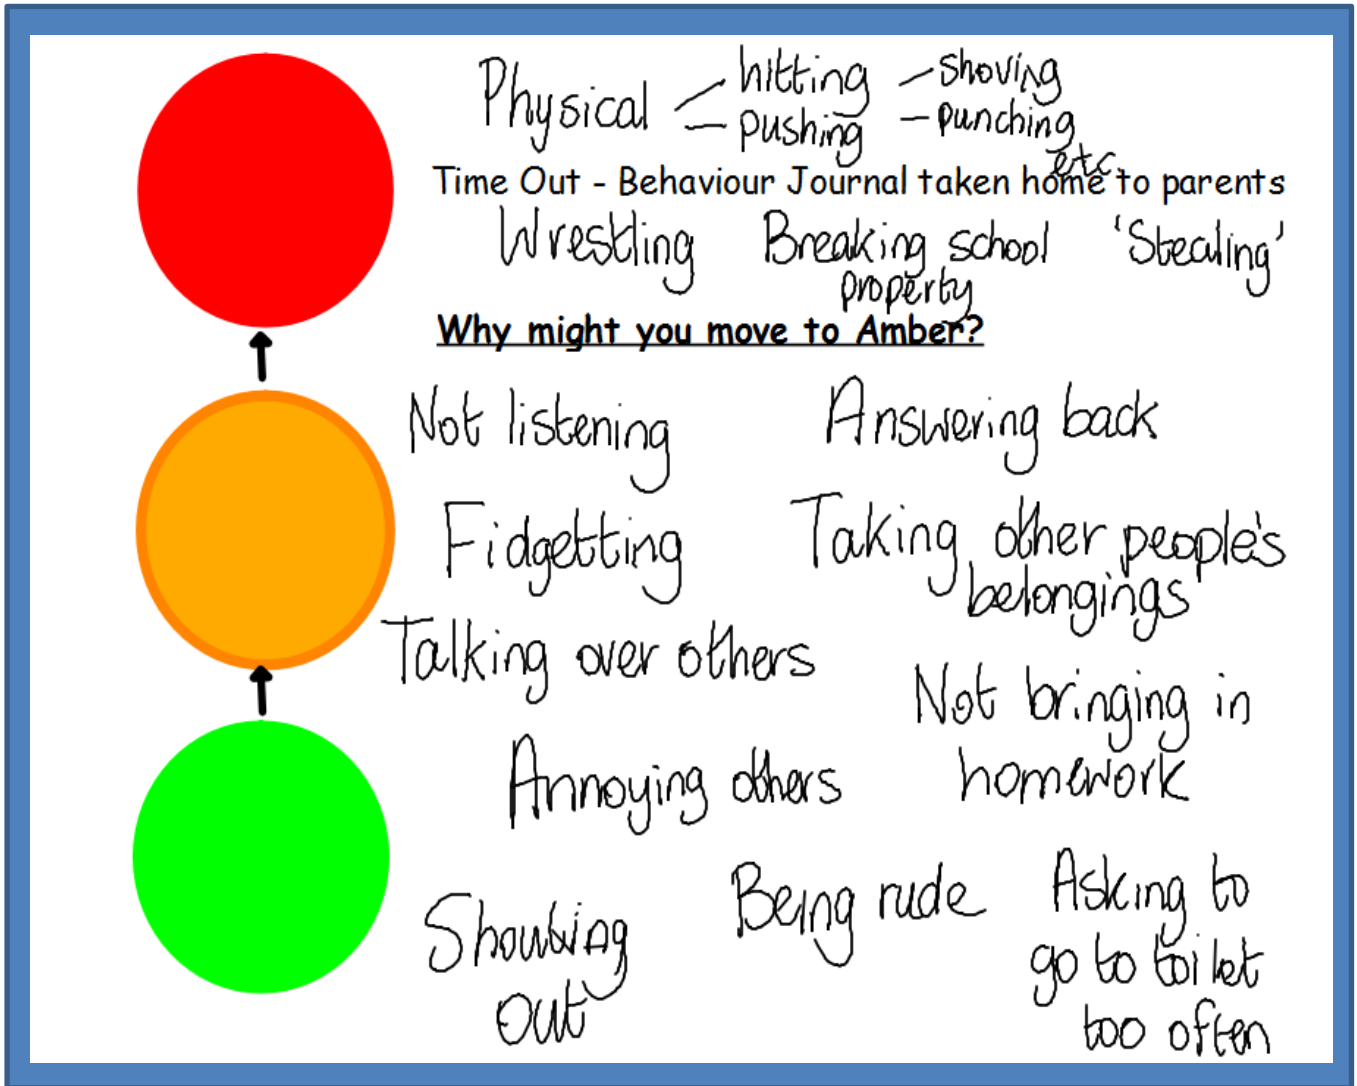 Physical - hitting - shoving
- pushing - punching
etc.
Time Out - Behaviour Journal taken home to parents
Wrestling Breaking school 'Stealing'
property
Why might you move to Amber?
Not listening Answering back
Fidgetting Taking other people's
belongings
Talking over others
Not bringing in
homework
Annoying others
Being rude
Shouting
out
Asking to
go to toilet
too often